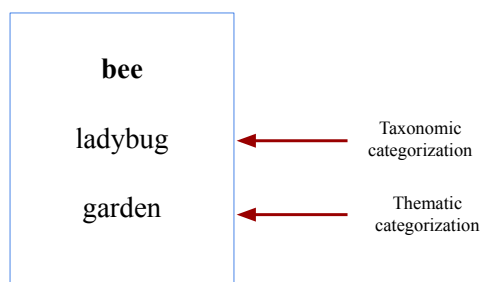 bee
ladybug
garden
Taxonomic
categorization
Thematic
categorization